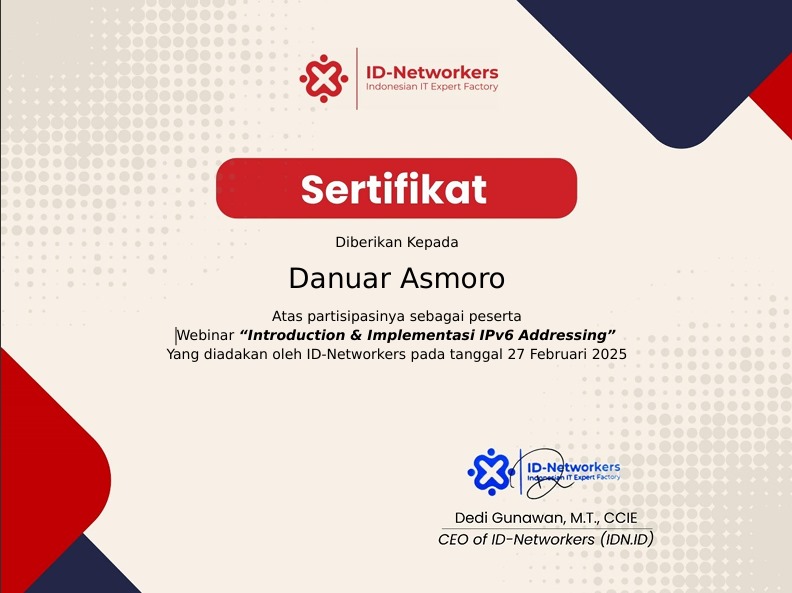 ID-Networkers
Indonesian IT Expert Factory
Sertifikat
Diberikan Kepada
Danuar Asmoro
Atas partisipasinya sebagai peserta
Webinar “Introduction & Implementasi IPv6 Addressing”
Yang diadakan oleh ID-Networkers pada tanggal 27 Februari 2025
ID-Networkers
Indonesian IT Expert Factory
Dedi Gunawan, M.T., CCIE
CEO of ID-Networkers (IDN.ID)